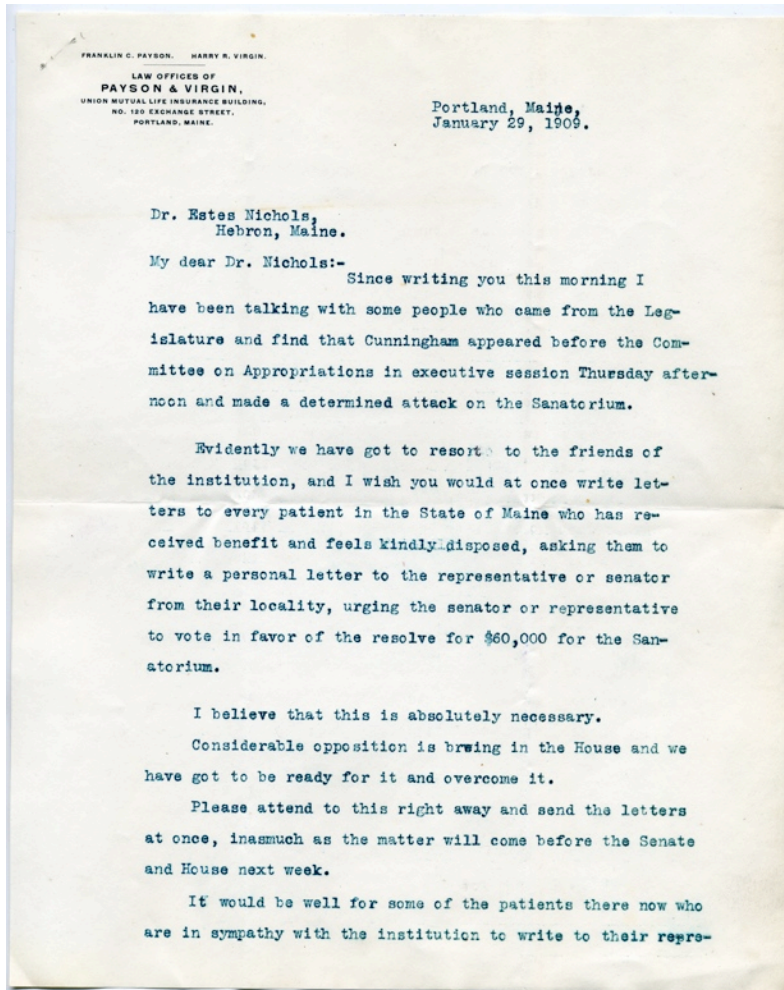 FRANKLIN C. PAYSON. HARRY R. VIRGIN.
LAW OFFICES OF
PAYSON & VIRGIN,
UNION MUTUAL LIFE INSURANCE BUILDING,
NO. 120 EXCHANGE STREET,
PORTLAND, MAINE.
Portland, Maine,
January 29, 1909.
Dr. Estes Nichols,
Hebron, Maine.
My dear Dr. Nichols:-
Since writing you this morning I
have been talking with some people who came from the Leg-
islature and find that Cunningham appeared before the Com-
mittee on Appropriations in executive session Thursday after-
noon and made a determined attack on the Sanatorium.
Evidently we have got to resort to the friends of
the institution, and I wish you would at once write let-
ters to every patient in the State of Maine who has re-
ceived benefit and feels kindly disposed, asking them to
write a personal letter to the representative or senator
from their locality, urging the senator or representative
to vote in favor of the resolve for $60,000 for the San-
atorium.
I believe that this is absolutely necessary.
Considerable opposition is brwing in the House and we
have got to be ready for it and overcome it.
Please attend to this right away and send the letters
at once, inasmuch as the matter will come before the Senate
and House next week.
It would be well for some of the patients there now who
are in sympathy with the institution to write to their repre-